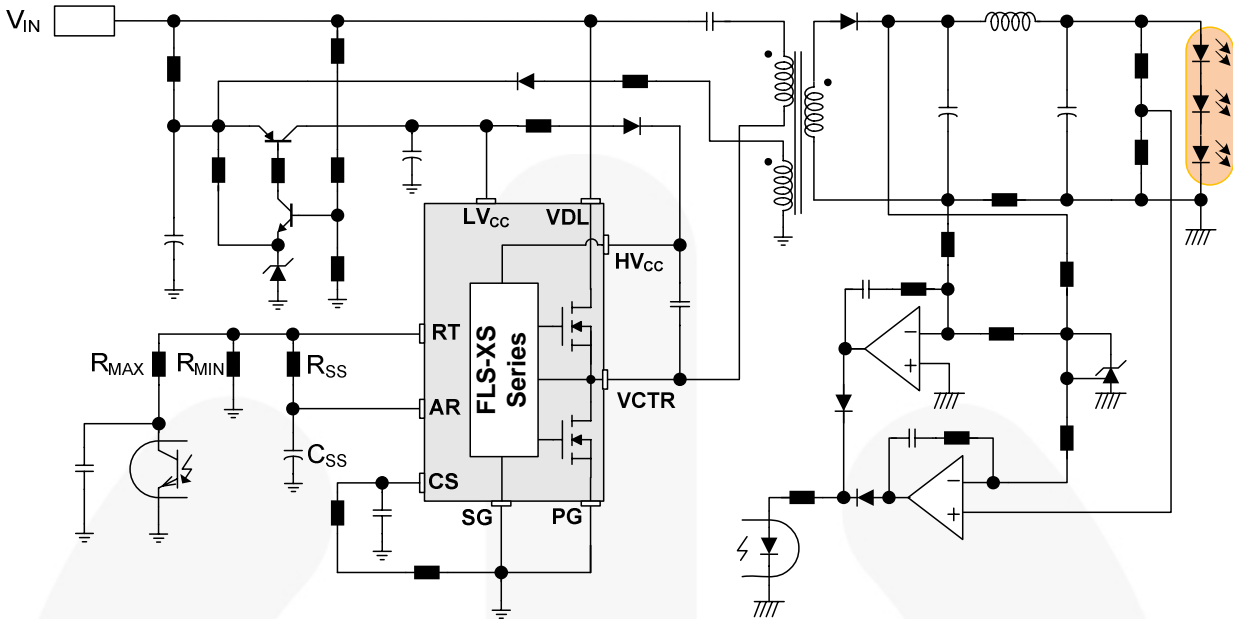 VIN
LVCC
VDL
HVCC
RT
RMAX
RMIN
RSS
FLS-XS
Series
VCTR
AR
CSS
CS
SG
PG